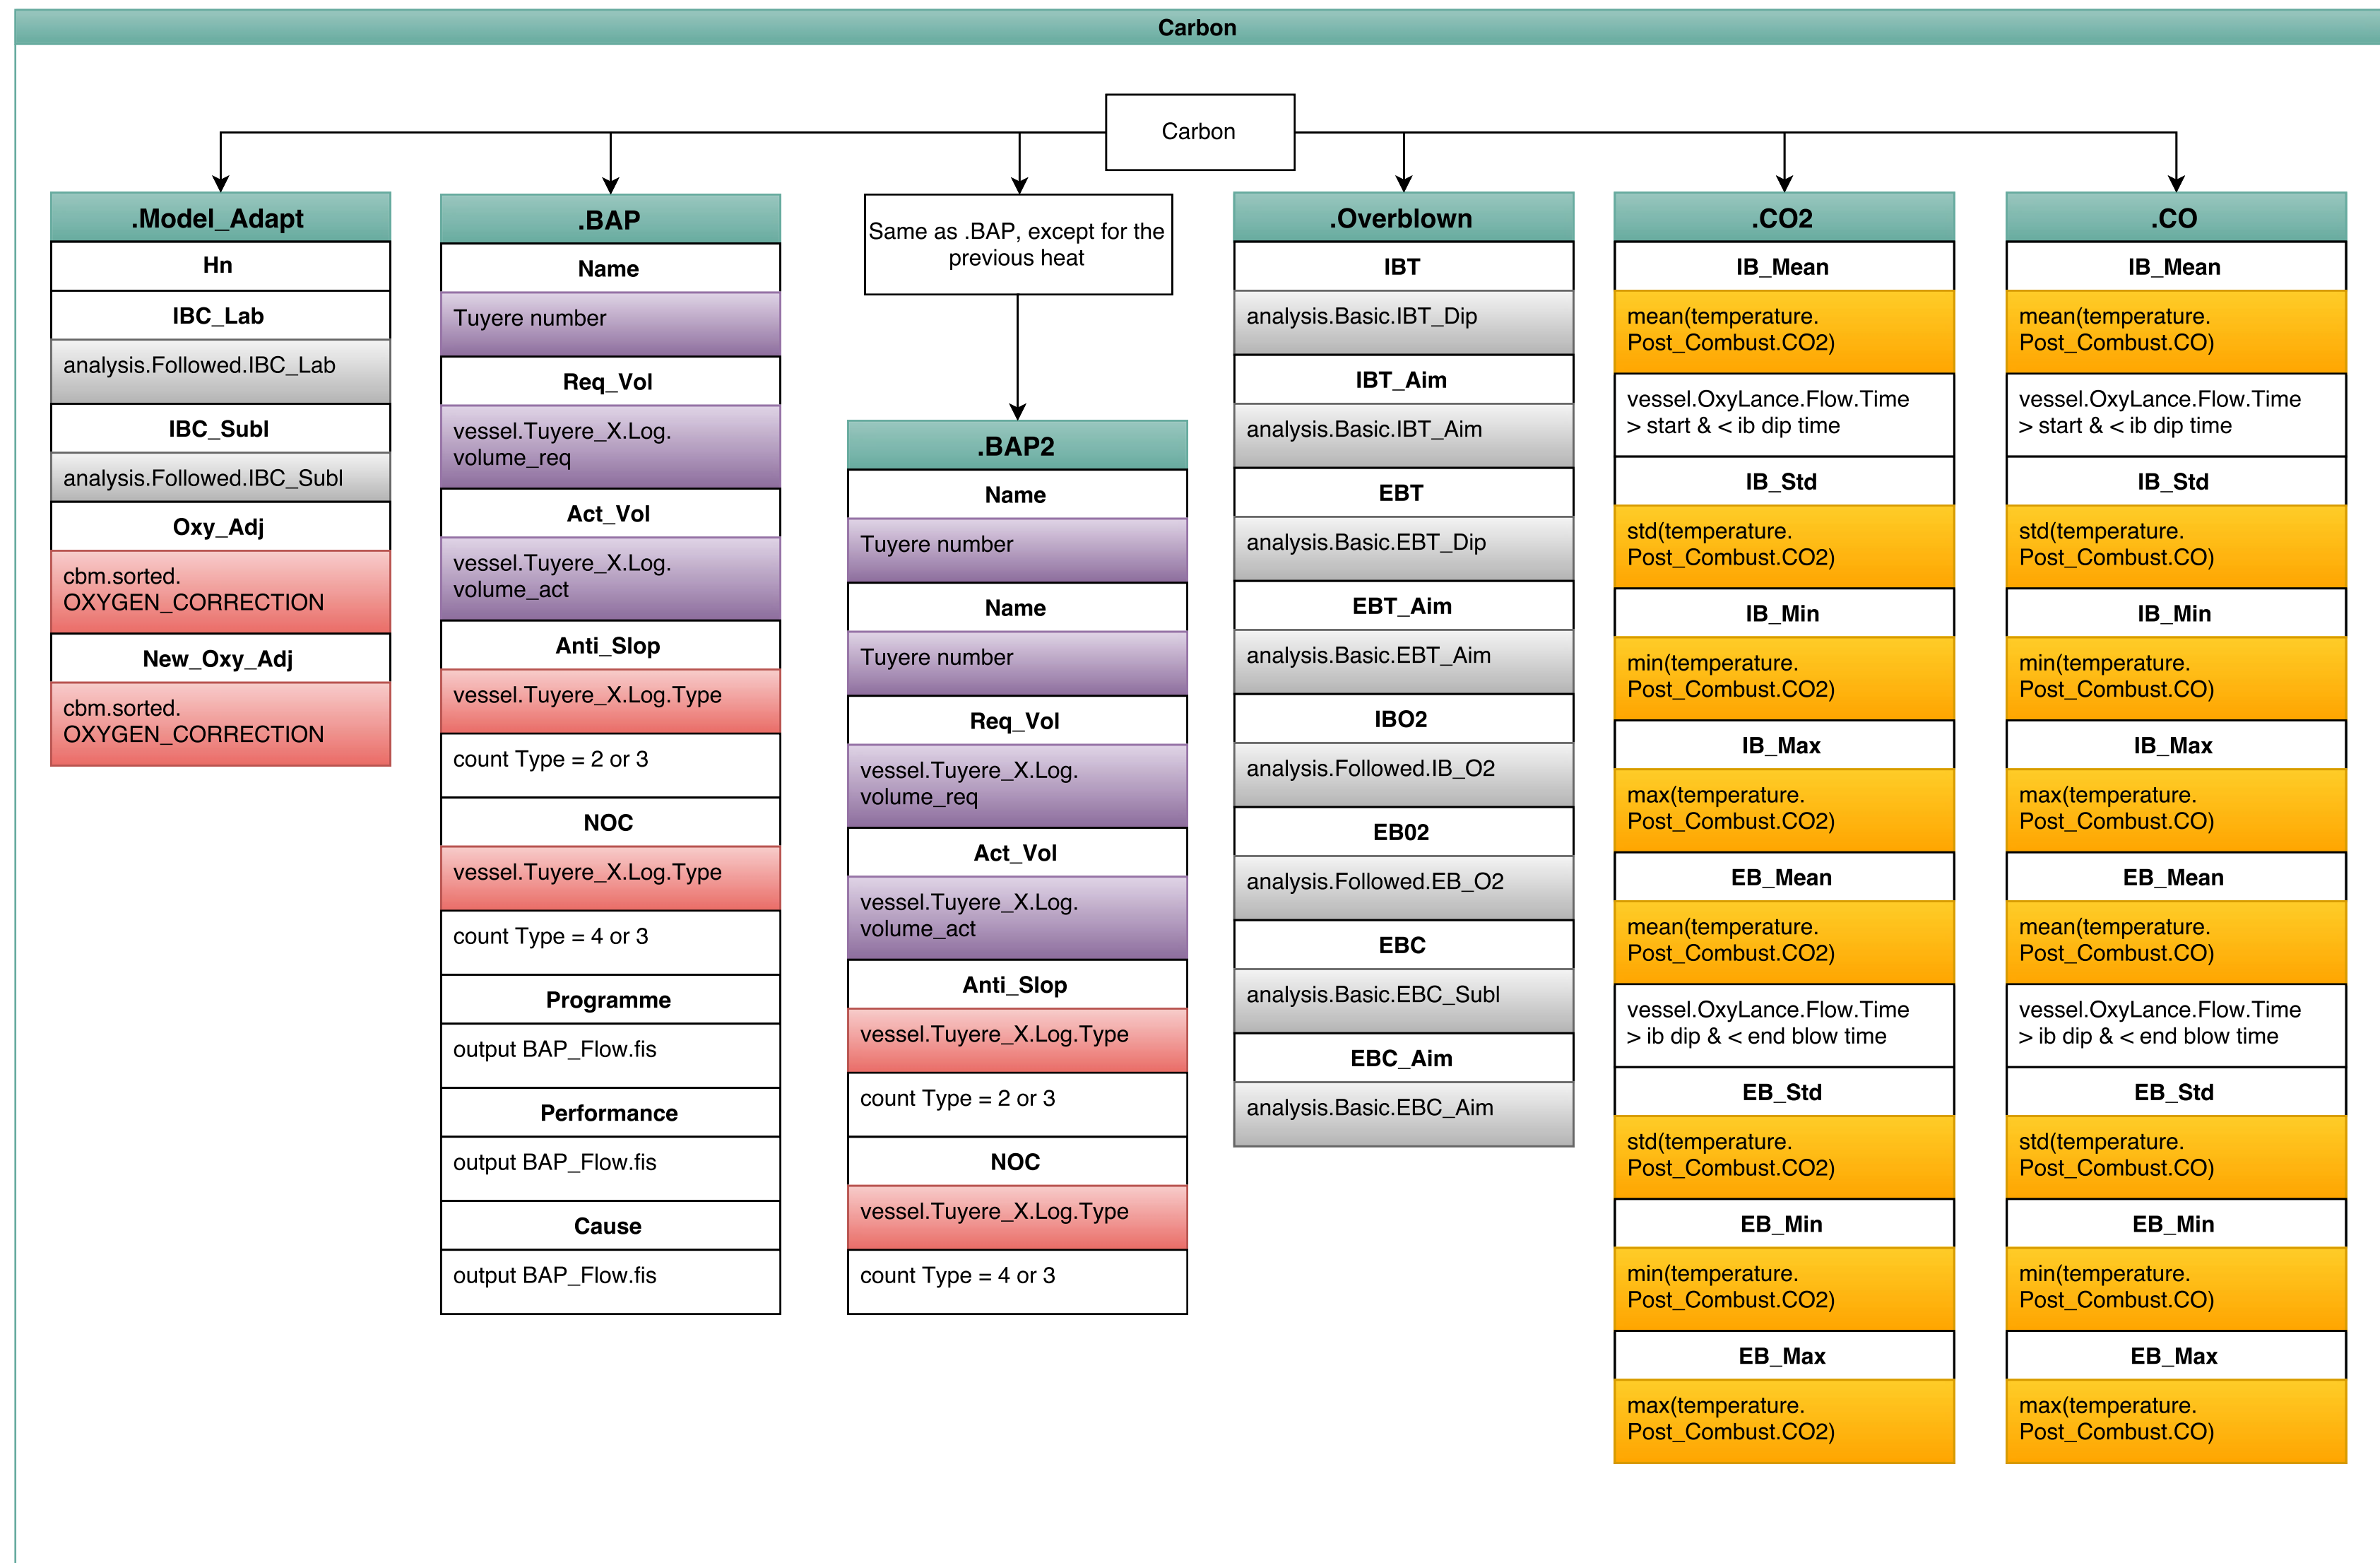 Carbon
Carbon
.Model_Adapt
Hn
IBC_Lab
analysis.Followed.IBC_Lab
IBC_Subl
analysis.Followed.IBC_Subl
Oxy_Adj
cbm.sorted.
OXYGEN_CORRECTION
New_Oxy_Adj
cbm.sorted.
OXYGEN_CORRECTION
.BAP
Name
Tuyere number
Req_Vol
vessel.Tuyere_X.Log.
volume_req
Act_Vol
vessel.Tuyere_X.Log.
volume_act
Anti_Slop
vessel.Tuyere_X.Log.Type
count Type = 2 or 3
NOC
vessel.Tuyere_X.Log.Type
count Type = 4 or 3
Programme
output BAP_Flow.fis
Performance
output BAP_Flow.fis
Cause
output BAP_Flow.fis
Same as .BAP, except for the
previous heat
.BAP2
Name
Tuyere number
Name
Tuyere number
Req_Vol
vessel.Tuyere_X.Log.
volume_req
Act_Vol
vessel.Tuyere_X.Log.
volume_act
Anti_Slop
vessel.Tuyere_X.Log.Type
count Type = 2 or 3
NOC
vessel.Tuyere_X.Log.Type
count Type = 4 or 3
.Overblown
IBT
analysis.Basic.IBT_Dip
IBT_Aim
analysis.Basic.IBT_Aim
EBT
analysis.Basic.EBT_Dip
EBT_Aim
analysis.Basic.EBT_Aim
IBO2
analysis.Followed.IB_O2
EB02
analysis.Followed.EB_O2
EBC
analysis.Basic.EBC_Subl
EBC_Aim
analysis.Basic.EBC_Aim
.CO2
IB_Mean
mean(temperature.
Post_Combust.CO2)
vessel.OxyLance.Flow.Time
> start & < ib dip time
IB_Std
std(temperature.
Post_Combust.CO2)
IB_Min
min(temperature.
Post_Combust.CO2)
IB_Max
max(temperature.
Post_Combust.CO2)
EB_Mean
mean(temperature.
Post_Combust.CO2)
vessel.OxyLance.Flow.Time
> ib dip & < end blow time
EB_Std
std(temperature.
Post_Combust.CO2)
EB_Min
min(temperature.
Post_Combust.CO2)
EB_Max
max(temperature.
Post_Combust.CO2)
.CO
IB_Mean
mean(temperature.
Post_Combust.CO)
vessel.OxyLance.Flow.Time
> start & < ib dip time
IB_Std
std(temperature.
Post_Combust.CO)
IB_Min
min(temperature.
Post_Combust.CO)
IB_Max
max(temperature.
Post_Combust.CO)
EB_Mean
mean(temperature.
Post_Combust.CO)
vessel.OxyLance.Flow.Time
> ib dip & < end blow time
EB_Std
std(temperature.
Post_Combust.CO)
EB_Min
min(temperature.
Post_Combust.CO)
EB_Max
max(temperature.
Post_Combust.CO)